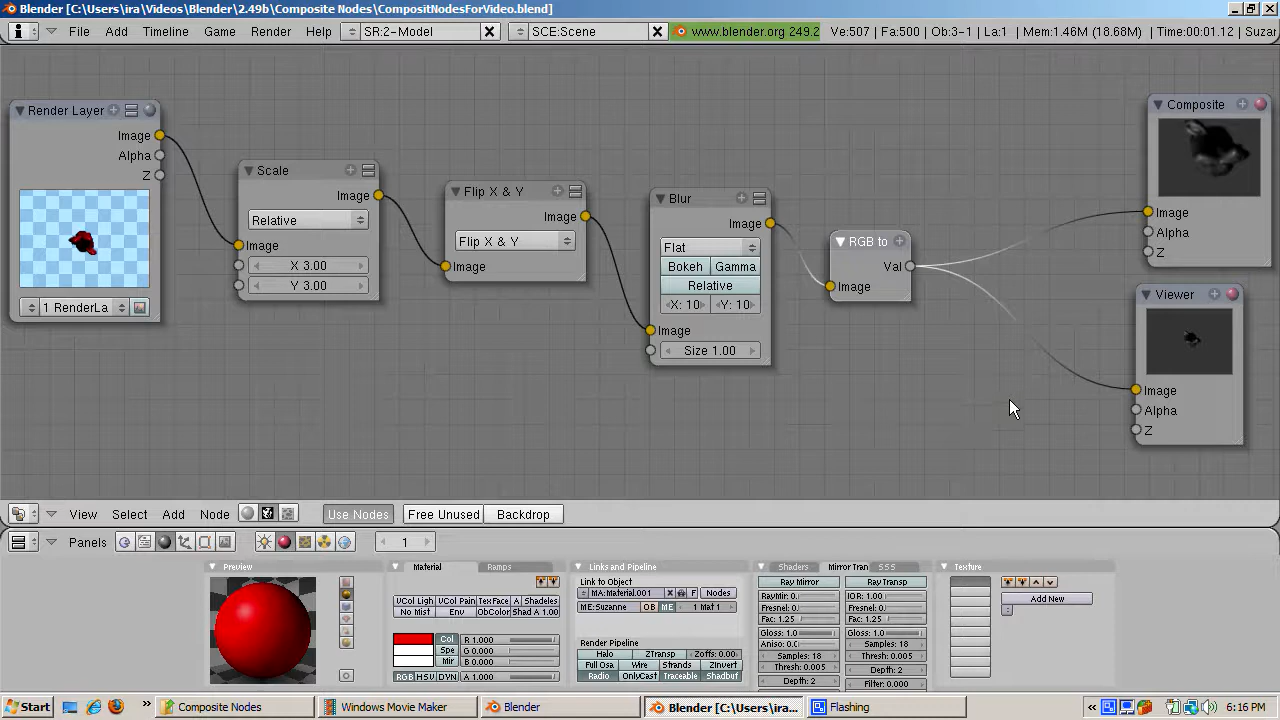 Blender [C:\Users\ira\Videos\Blender\2.49b\Composite Nodes\CompositNodesForVideo.blend]
File Add Timeline Game Render Help SR:2-Model SCE:Scene www.blender.org 249.2 Ve:507 | Fa:500 | Ob:3-1 | La:1 | Mem:1.46M (18.68M) | Time:00:01.12 | Suza
Render Layer
Image
Alpha
Z
1 RenderLa
Scale
Image
Relative
Image
X 3.00
Y 3.00
Flip X & Y
Image
Flip X & Y
Image
Blur
Image
Flat
Bokeh Gamma
Relative
X: 10 Y: 10
Image
Size 1.00
RGB to
Val
Image
Composite
Image
Alpha
Z
Viewer
Image
Alpha
Z
View Select Add Node Use Nodes Free Unused Backdrop
Panels 1
Preview
Material Ramps
VCol Ligh VCol Pain TexFace A Shadeles
No Mist Env ObColor Shad A 1.00
Col R 1.000
Spe G 0.000
Mir B 0.000
RGB HSV DYN A 1.000
Links and Pipeline
Link to Object
MA:Material.001 F Nodes
ME:Suzanne OB ME 1 Mat 1
Render Pipeline
Halo ZTransp Zoffs: 0.00
Full Osa Wire Strands ZInvert
Radio OnlyCast Traceable Shadbuf
Shaders Mirror Tran SSS
Ray Mirror Ray Transp
RayMir: 0. IOR: 1.00
Fresnel: 0. Fresnel: 0.
Fac: 1.25 Fac: 1.25
Gloss: 1.0 Gloss: 1.0
Aniso: 0.0 Samples: 18
Samples: 18 Thresh: 0.005
Thresh: 0.005 Depth: 2
Depth: 2 Filter: 0.000
Texture
Add New
Start Composite Nodes Windows Movie Maker Blender Blender [C:\Users\ira... Flashing 6:16 PM